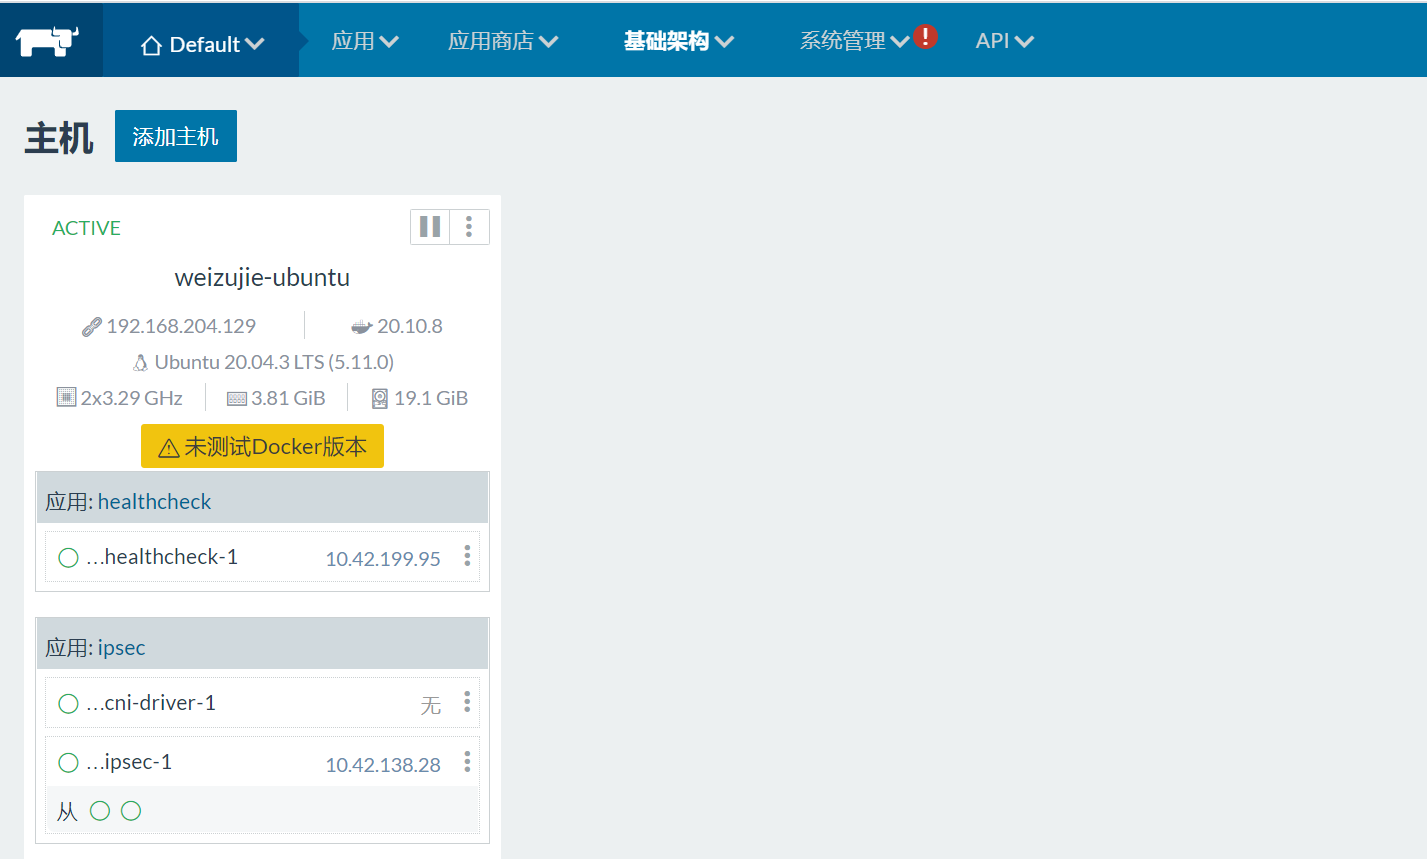 Default 应用 应用商店 基础架构 系统管理 ! API
主机 添加主机
ACTIVE
weizujie-ubuntu
192.168.204.129 20.10.8
Ubuntu 20.04.3 LTS (5.11.0)
2x3.29 GHz 3.81 GiB 19.1 GiB
未测试Docker版本
应用: healthcheck
...healthcheck-1 10.42.199.95
应用: ipsec
...cni-driver-1 无
...ipsec-1 10.42.138.28
从